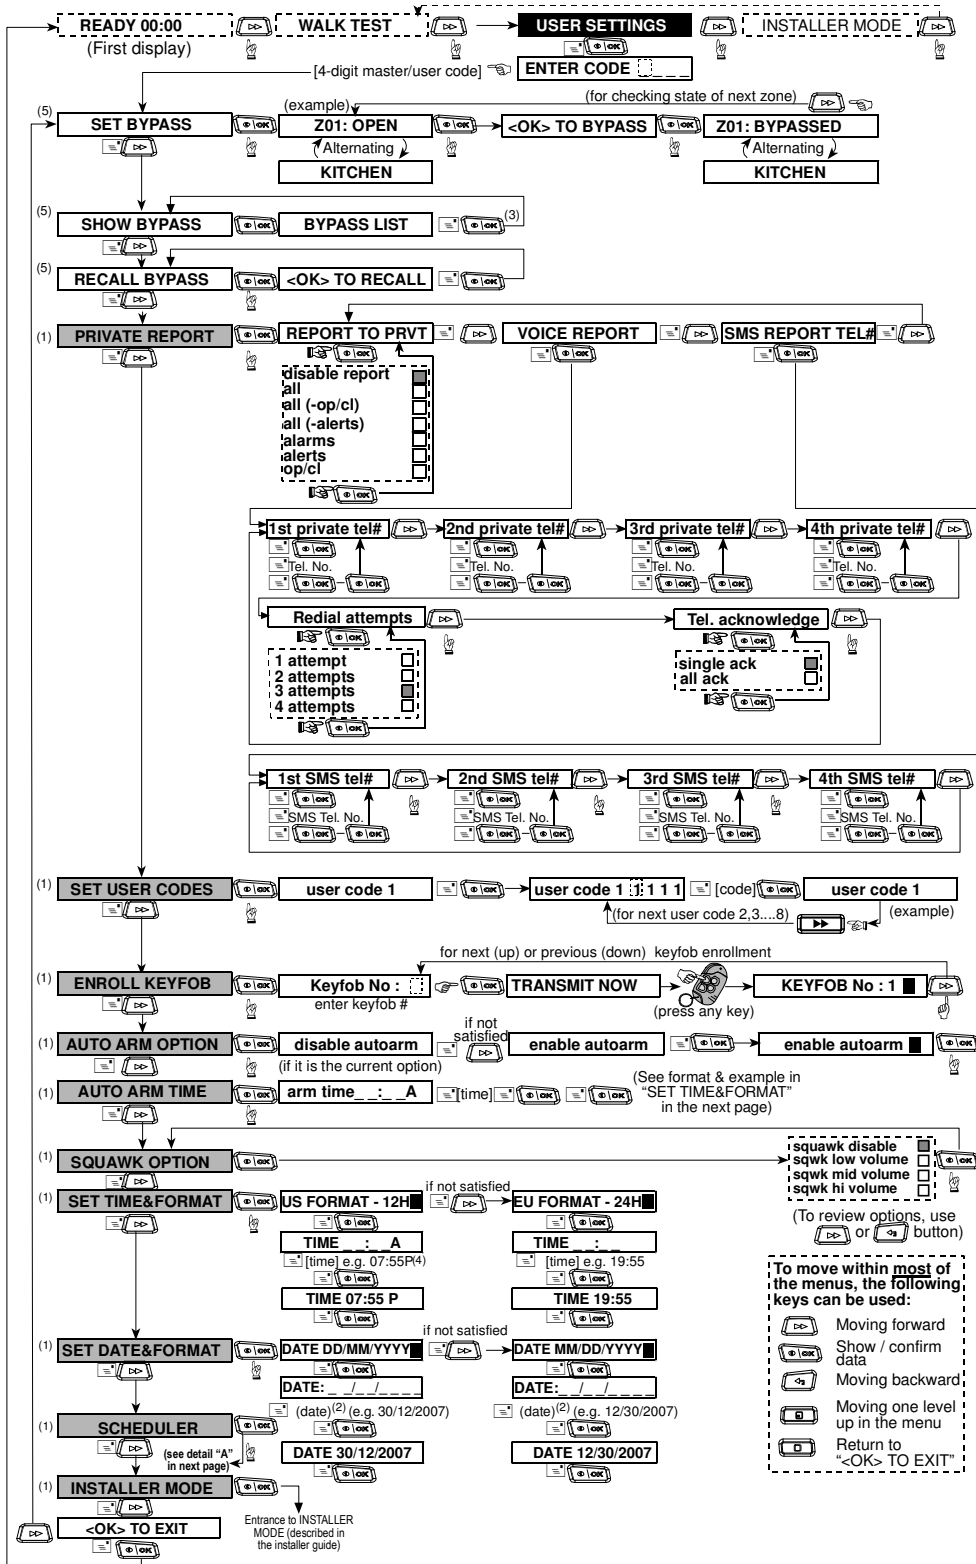 READY 00:00
WALK TEST
USER SETTINGS
INSTALLER MODE
(First display)
[4-digit master/user code]
ENTER CODE _ _ _
(5)
SET BYPASS
(example)
(for checking state of next zone)
Z01: OPEN
<OK> TO BYPASS
Z01: BYPASSED
Alternating
Alternating
KITCHEN
KITCHEN
(5)
SHOW BYPASS
BYPASS LIST
(3)
(5)
RECALL BYPASS
<OK> TO RECALL
(1)
PRIVATE REPORT
REPORT TO PRVT
VOICE REPORT
SMS REPORT TEL#
disable report
all
all (-op/cl)
all (-alerts)
alarms
alerts
op/cl
1st private tel#
2nd private tel#
3rd private tel#
4th private tel#
Tel. No.
Tel. No.
Tel. No.
Tel. No.
Redial attempts
Tel. acknowledge
1 attempt
2 attempts
3 attempts
4 attempts
single ack
all ack
1st SMS tel#
2nd SMS tel#
3rd SMS tel#
4th SMS tel#
SMS Tel. No.
SMS Tel. No.
SMS Tel. No.
SMS Tel. No.
(1)
SET USER CODES
user code 1
user code 1 1 1 1 1
[code]
user code 1
(for next user code 2,3....8)
(example)
for next (up) or previous (down) keyfob enrollment
(1)
ENROLL KEYFOB
Keyfob No :
TRANSMIT NOW
KEYFOB No : 1
enter keyfob #
(press any key)
(1)
AUTO ARM OPTION
disable autoarm
if not
satisfied
enable autoarm
enable autoarm
(if it is the current option)
(1)
AUTO ARM TIME
arm time_ _:_ _A
[time]
(See format & example in
“SET TIME&FORMAT”
in the next page)
(1)
SQUAWK OPTION
squawk disable
sqwk low volume
sqwk mid volume
sqwk hi volume
(To review options, use
or
button)
(1)
SET TIME&FORMAT
US FORMAT - 12H
if not satisfied
EU FORMAT - 24H
TIME _ _:_ _A
TIME _ _:_ _
[time] e.g. 07:55P(4)
[time] e.g. 19:55
TIME 07:55 P
TIME 19:55
To move within most of
the menus, the following
keys can be used:
Moving forward
Show / confirm
data
Moving backward
Moving one level
up in the menu
Return to
“<OK> TO EXIT”
(1)
SET DATE&FORMAT
DATE DD/MM/YYYY
if not satisfied
DATE MM/DD/YYYY
DATE: _ _/_ _/_ _ _ _
DATE: _ _/_ _/_ _ _ _
(date)(2) (e.g. 30/12/2007)
(date)(2) (e.g. 12/30/2007)
DATE 30/12/2007
DATE 12/30/2007
(1)
SCHEDULER
(see detail “A”
in next page)
(1)
INSTALLER MODE
Entrance to INSTALLER
MODE (described in
the installer guide)
<OK> TO EXIT